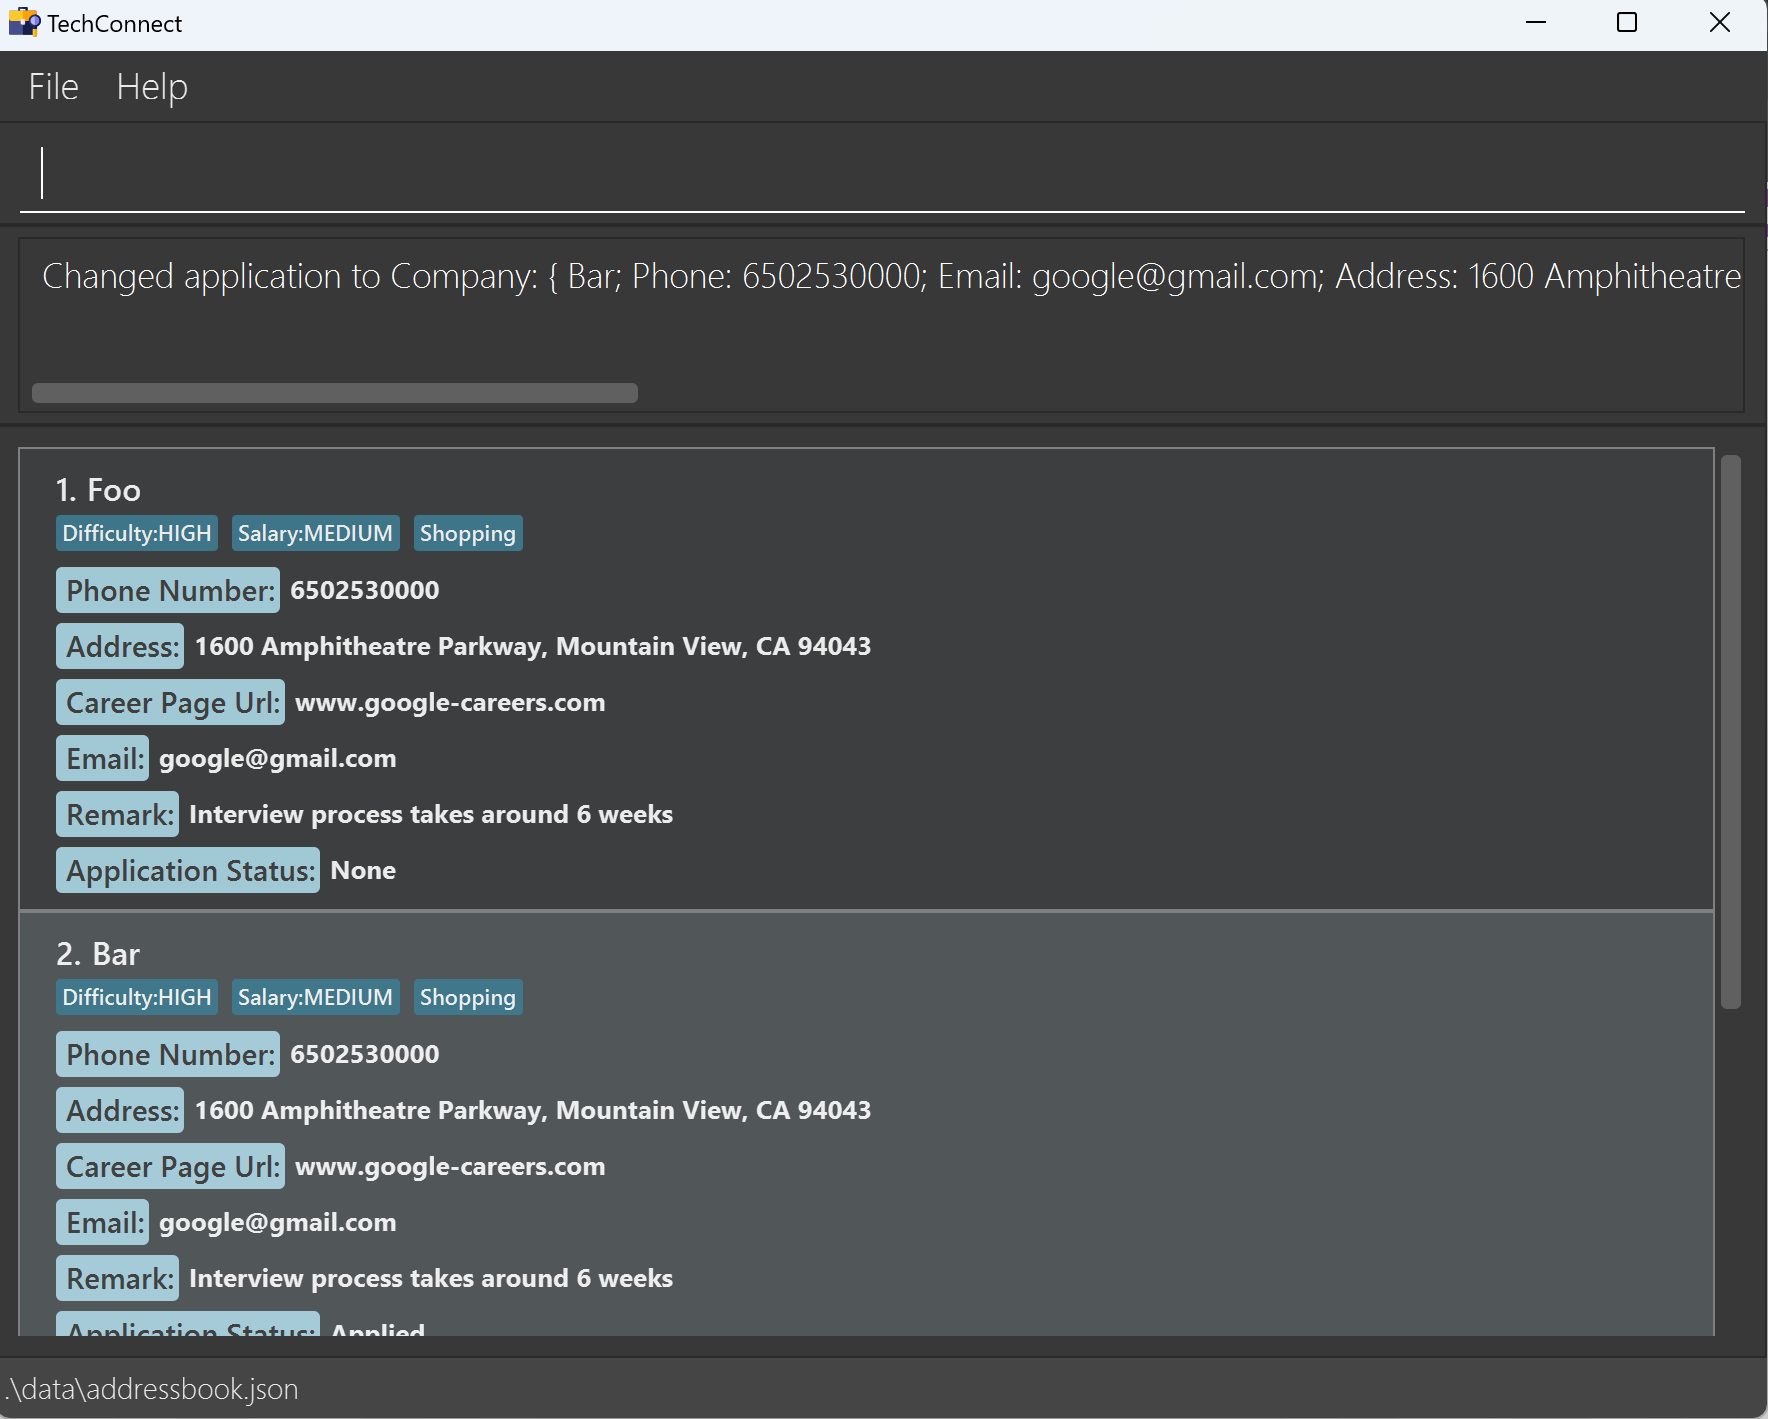 TechConnect
File Help
Changed application to Company: { Bar; Phone: 6502530000; Email: google@gmail.com; Address: 1600 Amphitheatre
1. Foo
Difficulty:HIGH Salary:MEDIUM Shopping
Phone Number: 6502530000
Address: 1600 Amphitheatre Parkway, Mountain View, CA 94043
Career Page Url: www.google-careers.com
Email: google@gmail.com
Remark: Interview process takes around 6 weeks
Application Status: None
2. Bar
Difficulty:HIGH Salary:MEDIUM Shopping
Phone Number: 6502530000
Address: 1600 Amphitheatre Parkway, Mountain View, CA 94043
Career Page Url: www.google-careers.com
Email: google@gmail.com
Remark: Interview process takes around 6 weeks
Application Status: Applied
.\data\addressbook.json